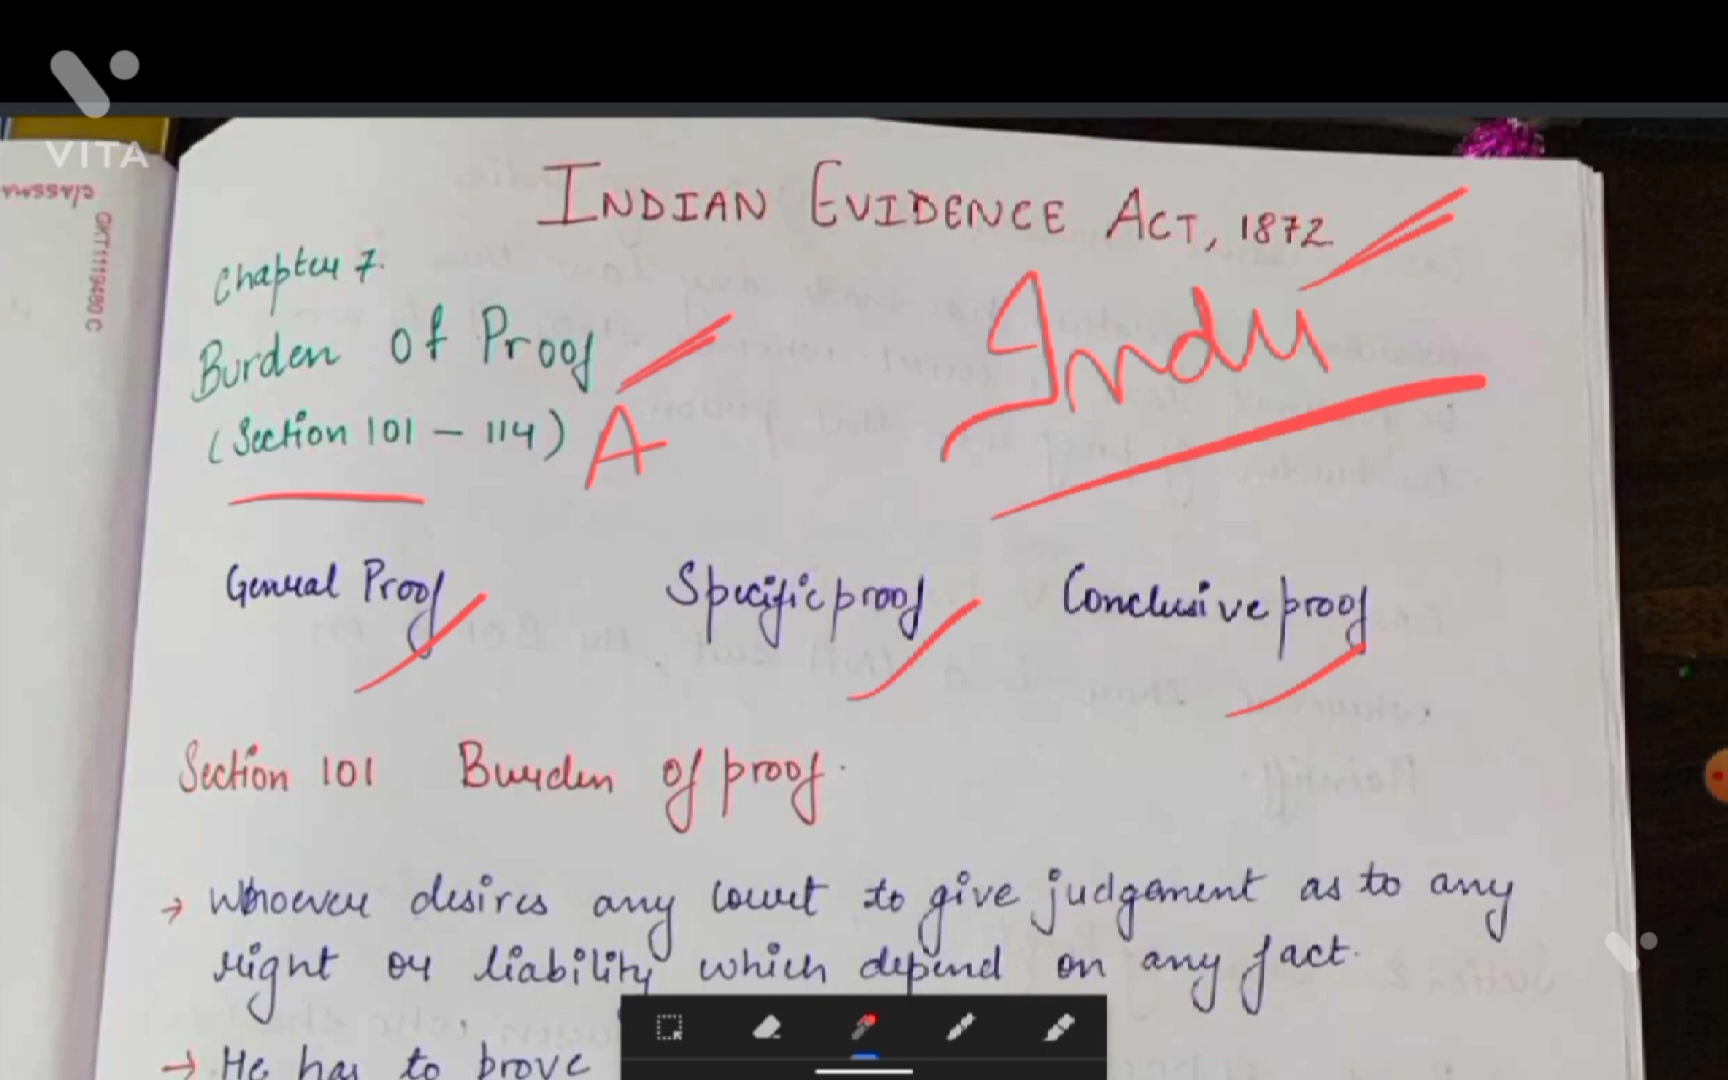 VITA
classma
GKT1119480 C
INDIAN EVIDENCE ACT, 1872
Chapter 7.
Burden of Proof
(Section 101 - 114) A
Indu
General Proof Specific proof Conclusive proof
Section 101 Burden of proof.
→ Whoever desires any court to give judgement as to any
right or liability which depend on any fact.
→ He has to prove